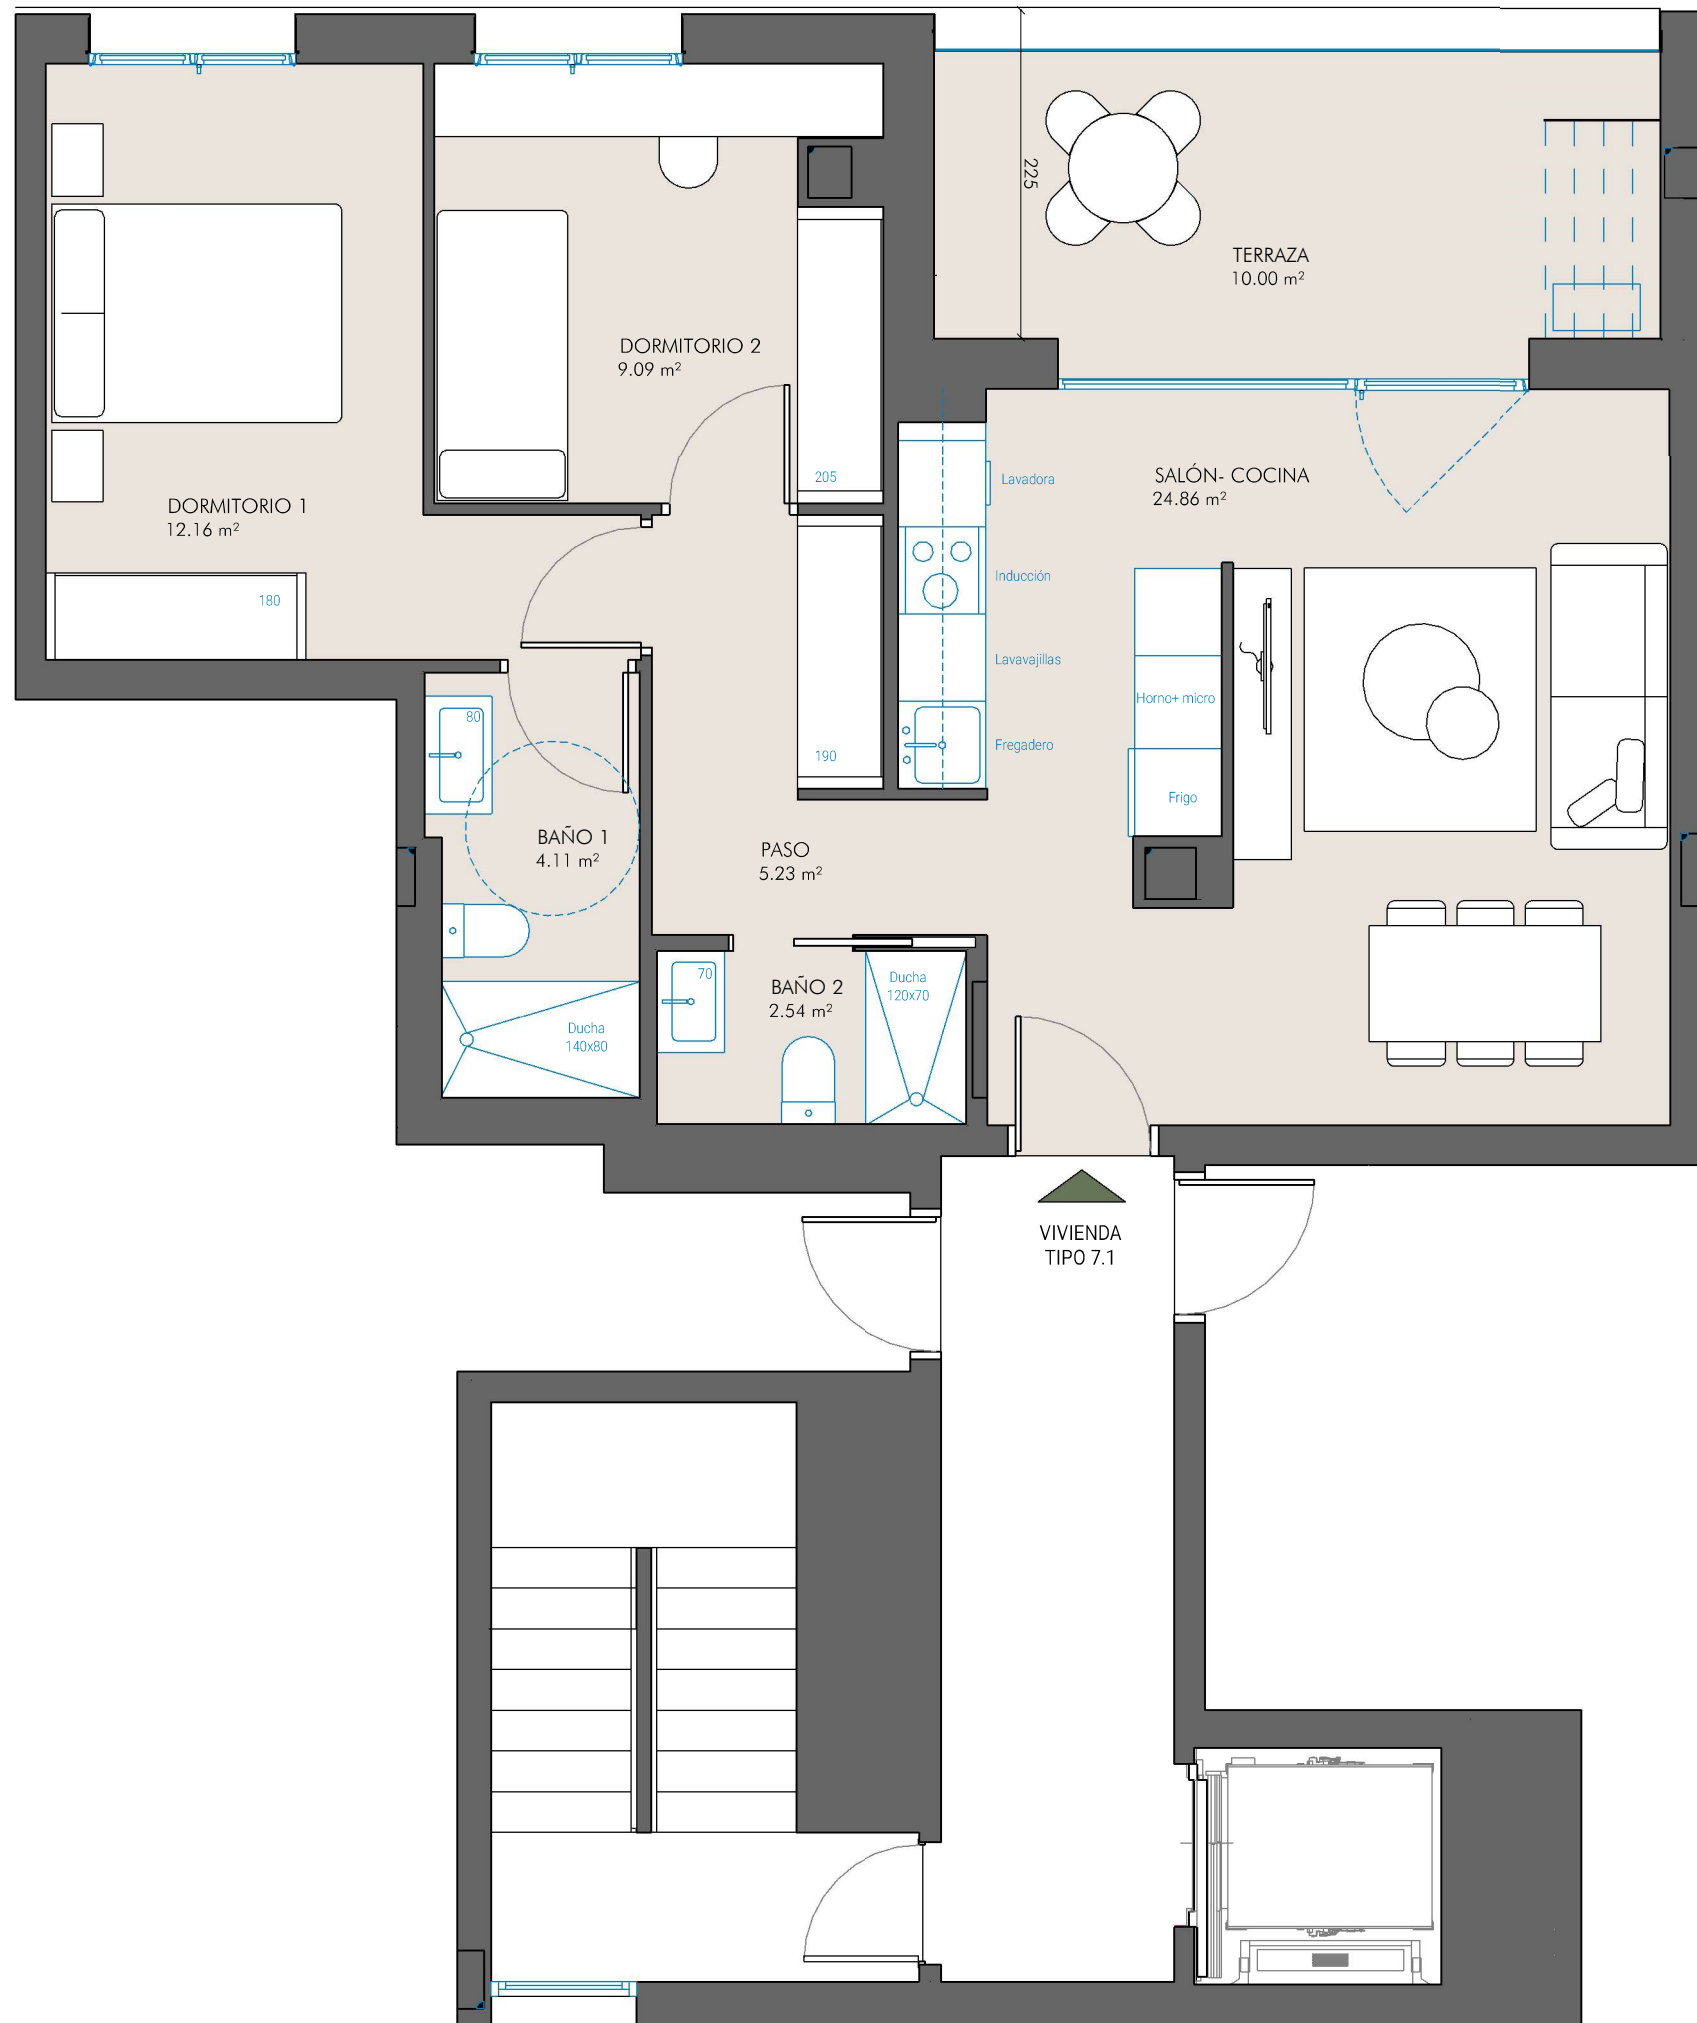 225
TERRAZA
10.00 m²
DORMITORIO 2
9.09 m²
205
DORMITORIO 1
12.16 m²
180
Lavadora
SALÓN- COCINA
24.86 m²
Inducción
Lavavajillas
Horno+ micro
Fregadero
Frigo
190
80
BAÑO 1
4.11 m²
PASO
5.23 m²
70
BAÑO 2
2.54 m²
Ducha
120x70
Ducha
140x80
VIVIENDA
TIPO 7.1